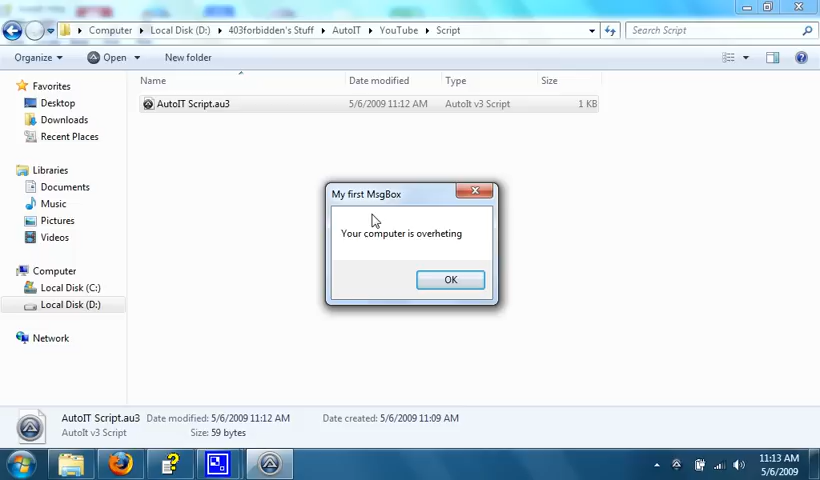 Computer
Local Disk (D:)
403forbidden's Stuff
AutoIT
YouTube
Script
Search Script
Organize
Open
New folder
Name
Date modified
Type
Size
AutoIT Script.au3
5/6/2009 11:12 AM
AutoIt v3 Script
1 KB
Favorites
Desktop
Downloads
Recent Places
Libraries
Documents
Music
Pictures
Videos
Computer
Local Disk (C:)
Local Disk (D:)
Network
My first MsgBox
Your computer is overheting
OK
AutoIT Script.au3 Date modified: 5/6/2009 11:12 AM Date created: 5/6/2009 11:09 AM
AutoIt v3 Script Size: 59 bytes
11:13 AM
5/6/2009